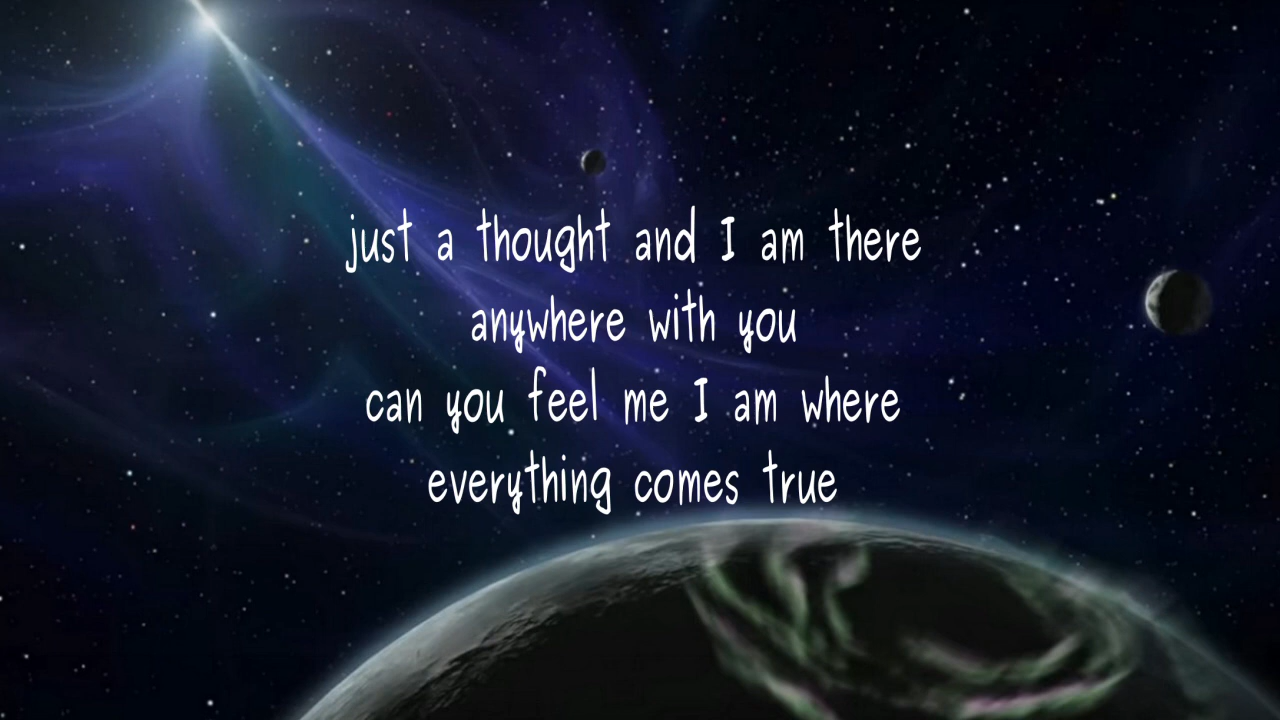 just a thought and I am there
anywhere with you
can you feel me I am where
everything comes true